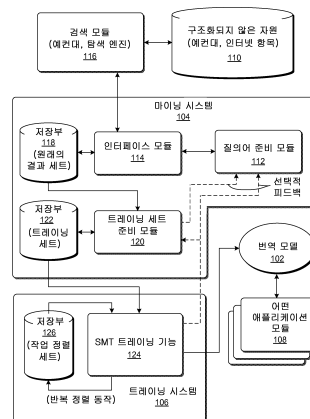 검색 모듈
(예컨대, 탐색 엔진)
116
구조화되지 않은 자원
(예컨대, 인터넷 항목)
110
마이닝 시스템
104
저장부
118
(원래의
결과 세트)
인터페이스 모듈
114
질의어 준비 모듈
112
선택적
피드백
저장부
122
(트레이닝
세트)
트레이닝 세트
준비 모듈
120
번역 모델
102
어떤
애플리케이션
모듈
108
저장부
126
(작업 정렬
세트)
SMT 트레이닝 기능
124
(반복 정렬 동작)
트레이닝 시스템
106